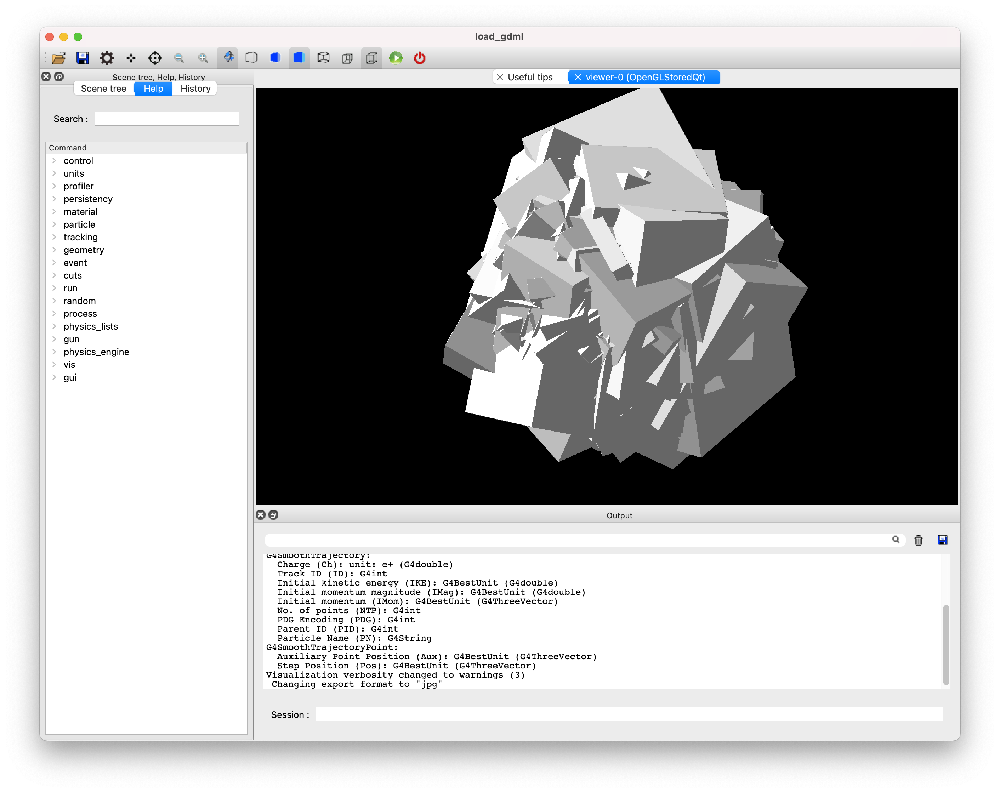 load_gdml
Scene tree, Help, History
Scene tree
Help
History
Search :
Command
control
units
profiler
persistency
material
particle
tracking
geometry
event
cuts
run
random
process
physics_lists
gun
physics_engine
vis
gui
Useful tips
viewer-0 (OpenGLStoredQt)
Output
G4SmoothTrajectory:
Charge (Ch): unit: e+ (G4double)
Track ID (ID): G4int
Initial kinetic energy (IKE): G4BestUnit (G4double)
Initial momentum magnitude (IMag): G4BestUnit (G4double)
Initial momentum (IMom): G4BestUnit (G4ThreeVector)
No. of points (NTP): G4int
PDG Encoding (PDG): G4int
Parent ID (PID): G4int
Particle Name (PN): G4String
G4SmoothTrajectoryPoint:
Auxiliary Point Position (Aux): G4BestUnit (G4ThreeVector)
Step Position (Pos): G4BestUnit (G4ThreeVector)
Visualization verbosity changed to warnings (3)
Changing export format to "jpg"
Session :